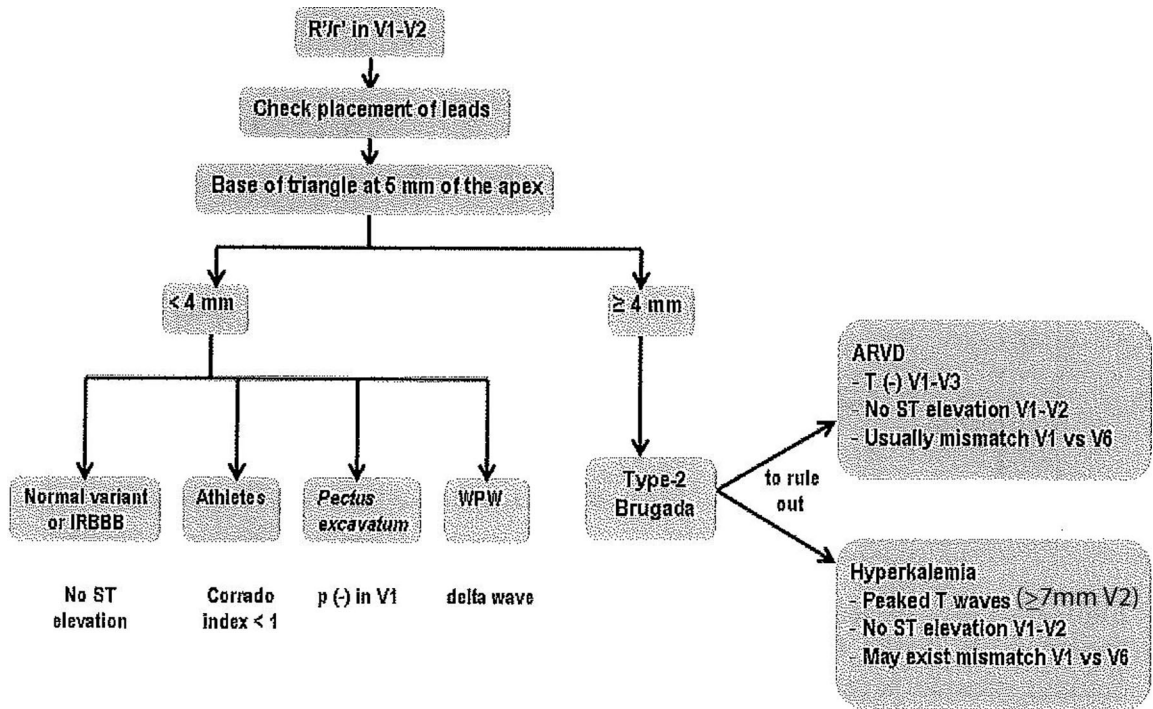 R'/r' in V1-V2
Check placement of leads
Base of triangle at 5 mm of the apex
< 4 mm
≥ 4 mm
Normal variant
or IRBBB
Athletes
Pectus
excavatum
WPW
No ST
elevation
Corrado
index < 1
p (-) in V1
delta wave
Type-2
Brugada
to rule
out
ARVD
- T (-) V1-V3
- No ST elevation V1-V2
- Usually mismatch V1 vs V6
Hyperkalemia
- Peaked T waves (≥7mm V2)
- No ST elevation V1-V2
- May exist mismatch V1 vs V6